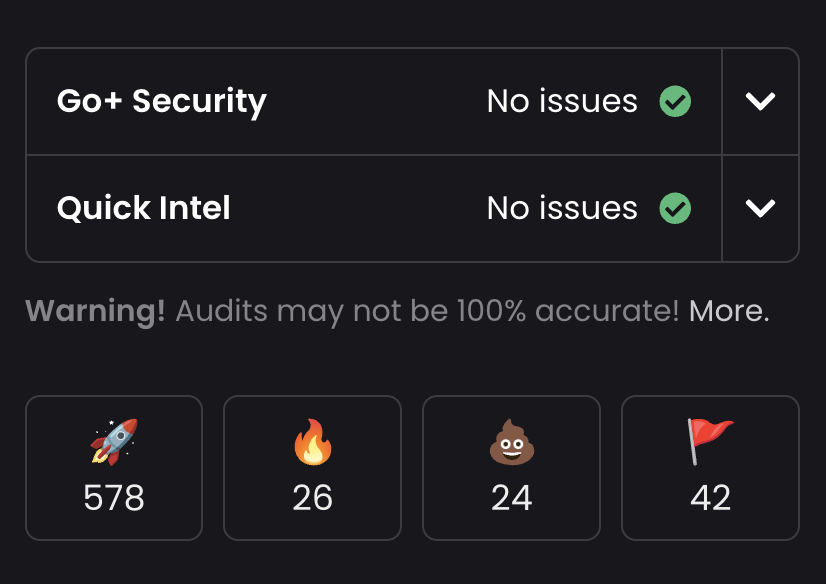 Go+ Security No issues
Quick Intel No issues
Warning! Audits may not be 100% accurate! More.
578 26 24 42